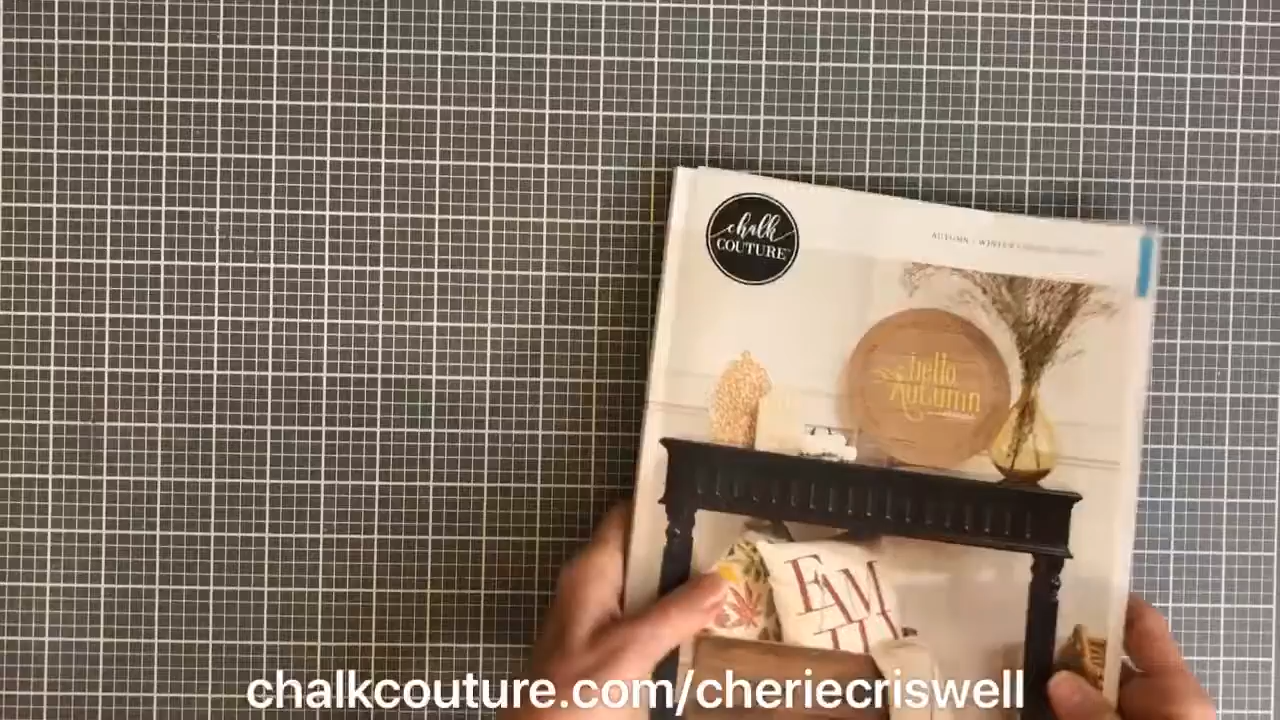 chalk
COUTURE
AUTUMN / WINTER
hello
Autumn
FAM
chalkcouture.com/cheriecriswell